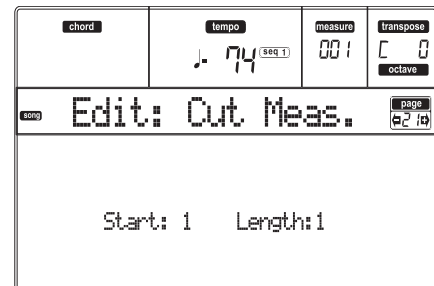 chord tempo measure transpose
♩. 74 seq 1 001 C 0
octave
song Edit: Cut Meas. page
21
Start: 1 Length:1